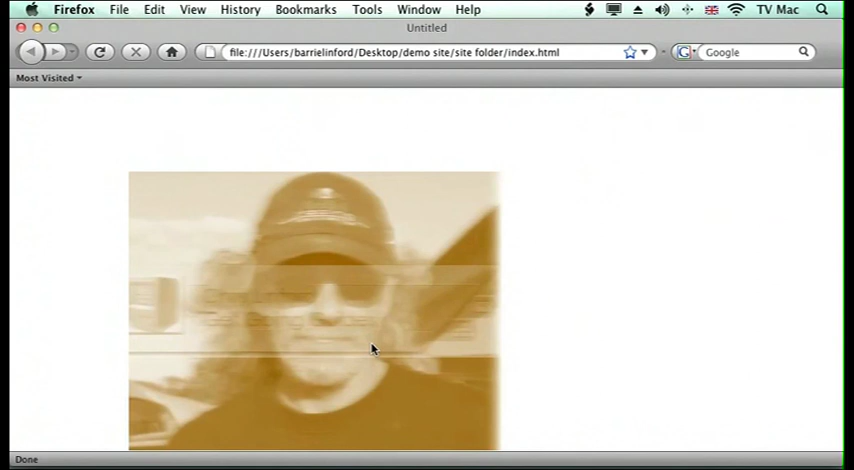 Firefox File Edit View History Bookmarks Tools Window Help TV Mac
Untitled
file:///Users/barrielinford/Desktop/demo site/site folder/index.html Google
Most Visited
Done